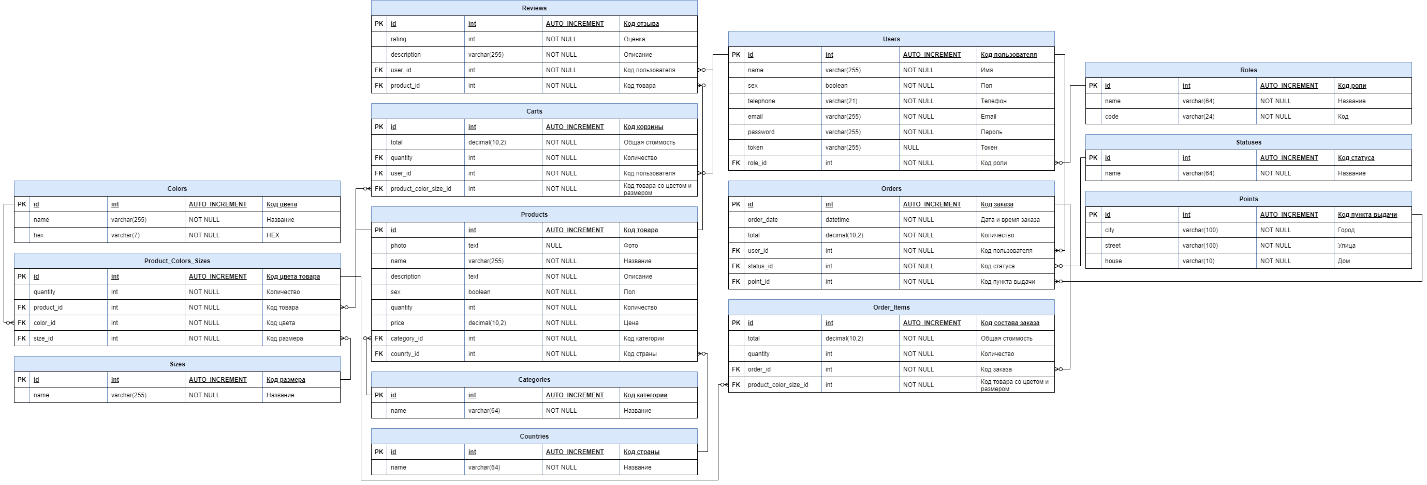 Reviews
PK id int AUTO_INCREMENT Код отзыва
rating int NOT NULL Оценка
description varchar(255) NOT NULL Описание
FK user_id int NOT NULL Код пользователя
FK product_id int NOT NULL Код товара
Carts
PK id int AUTO_INCREMENT Код корзины
total decimal(10,2) NOT NULL Общая стоимость
FK quantity int NOT NULL Количество
FK user_id int NOT NULL Код пользователя
FK product_color_size_id int NOT NULL Код товара со цветом и
размером
Colors
PK id int AUTO_INCREMENT Код цвета
name varchar(255) NOT NULL Название
hex varchar(7) NOT NULL HEX
Product_Colors_Sizes
PK id int AUTO_INCREMENT Код цвета товара
quantity int NOT NULL Количество
FK product_id int NOT NULL Код товара
FK color_id int NOT NULL Код цвета
FK size_id int NOT NULL Код размера
Sizes
PK id int AUTO_INCREMENT Код размера
name varchar(255) NOT NULL Название
Products
PK id int AUTO_INCREMENT Код товара
photo text NULL Фото
name varchar(255) NOT NULL Название
description text NOT NULL Описание
sex boolean NOT NULL Пол
quantity int NOT NULL Количество
price decimal(10,2) NOT NULL Цена
FK category_id int NOT NULL Код категории
FK counrty_id int NOT NULL Код страны
Categories
PK id int AUTO_INCREMENT Код категории
name varchar(64) NOT NULL Название
Countries
PK id int AUTO_INCREMENT Код страны
name varchar(64) NOT NULL Название
Users
PK id int AUTO_INCREMENT Код пользователя
name varchar(255) NOT NULL Имя
sex boolean NOT NULL Пол
telephone varchar(21) NOT NULL Телефон
email varchar(255) NOT NULL Email
password varchar(255) NOT NULL Пароль
token varchar(255) NULL Токен
FK role_id int NOT NULL Код роли
Orders
PK id int AUTO_INCREMENT Код заказа
order_date datetime NOT NULL Дата и время заказа
total decimal(10,2) NOT NULL Количество
FK user_id int NOT NULL Код пользователя
FK status_id int NOT NULL Код статуса
FK point_id int NOT NULL Код пункта выдачи
Order_Items
PK id int AUTO_INCREMENT Код состава заказа
total decimal(10,2) NOT NULL Общая стоимость
quantity int NOT NULL Количество
FK order_id int NOT NULL Код заказа
FK product_color_size_id int NOT NULL Код товара со цветом и
размером
Roles
PK id int AUTO_INCREMENT Код роли
name varchar(64) NOT NULL Название
code varchar(24) NOT NULL Код
Statuses
PK id int AUTO_INCREMENT Код статуса
name varchar(64) NOT NULL Название
Points
PK id int AUTO_INCREMENT Код пункта выдачи
city varchar(100) NOT NULL Город
street varchar(100) NOT NULL Улица
house varchar(10) NOT NULL Дом